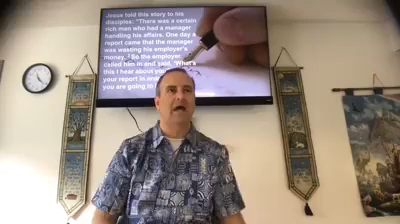 Jesus told this story to his
disciples: "There was a certain
rich men who had a manager
handling his affairs. One day a
report came that the manager
was wasting his employer's
money. So the employer
called him in and said, 'What's
this I hear about you
your report in
you are going to